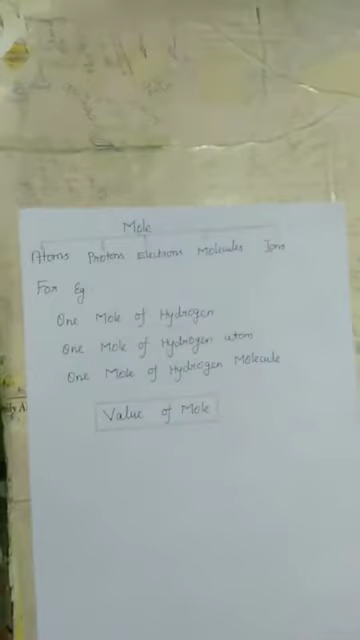 Mole
Atoms Protons Electrons Molecules Ions
For Eg
One Mole of Hydrogen
One Mole of Hydrogen atom
One Mole of Hydrogen Molecule
Value of Mole